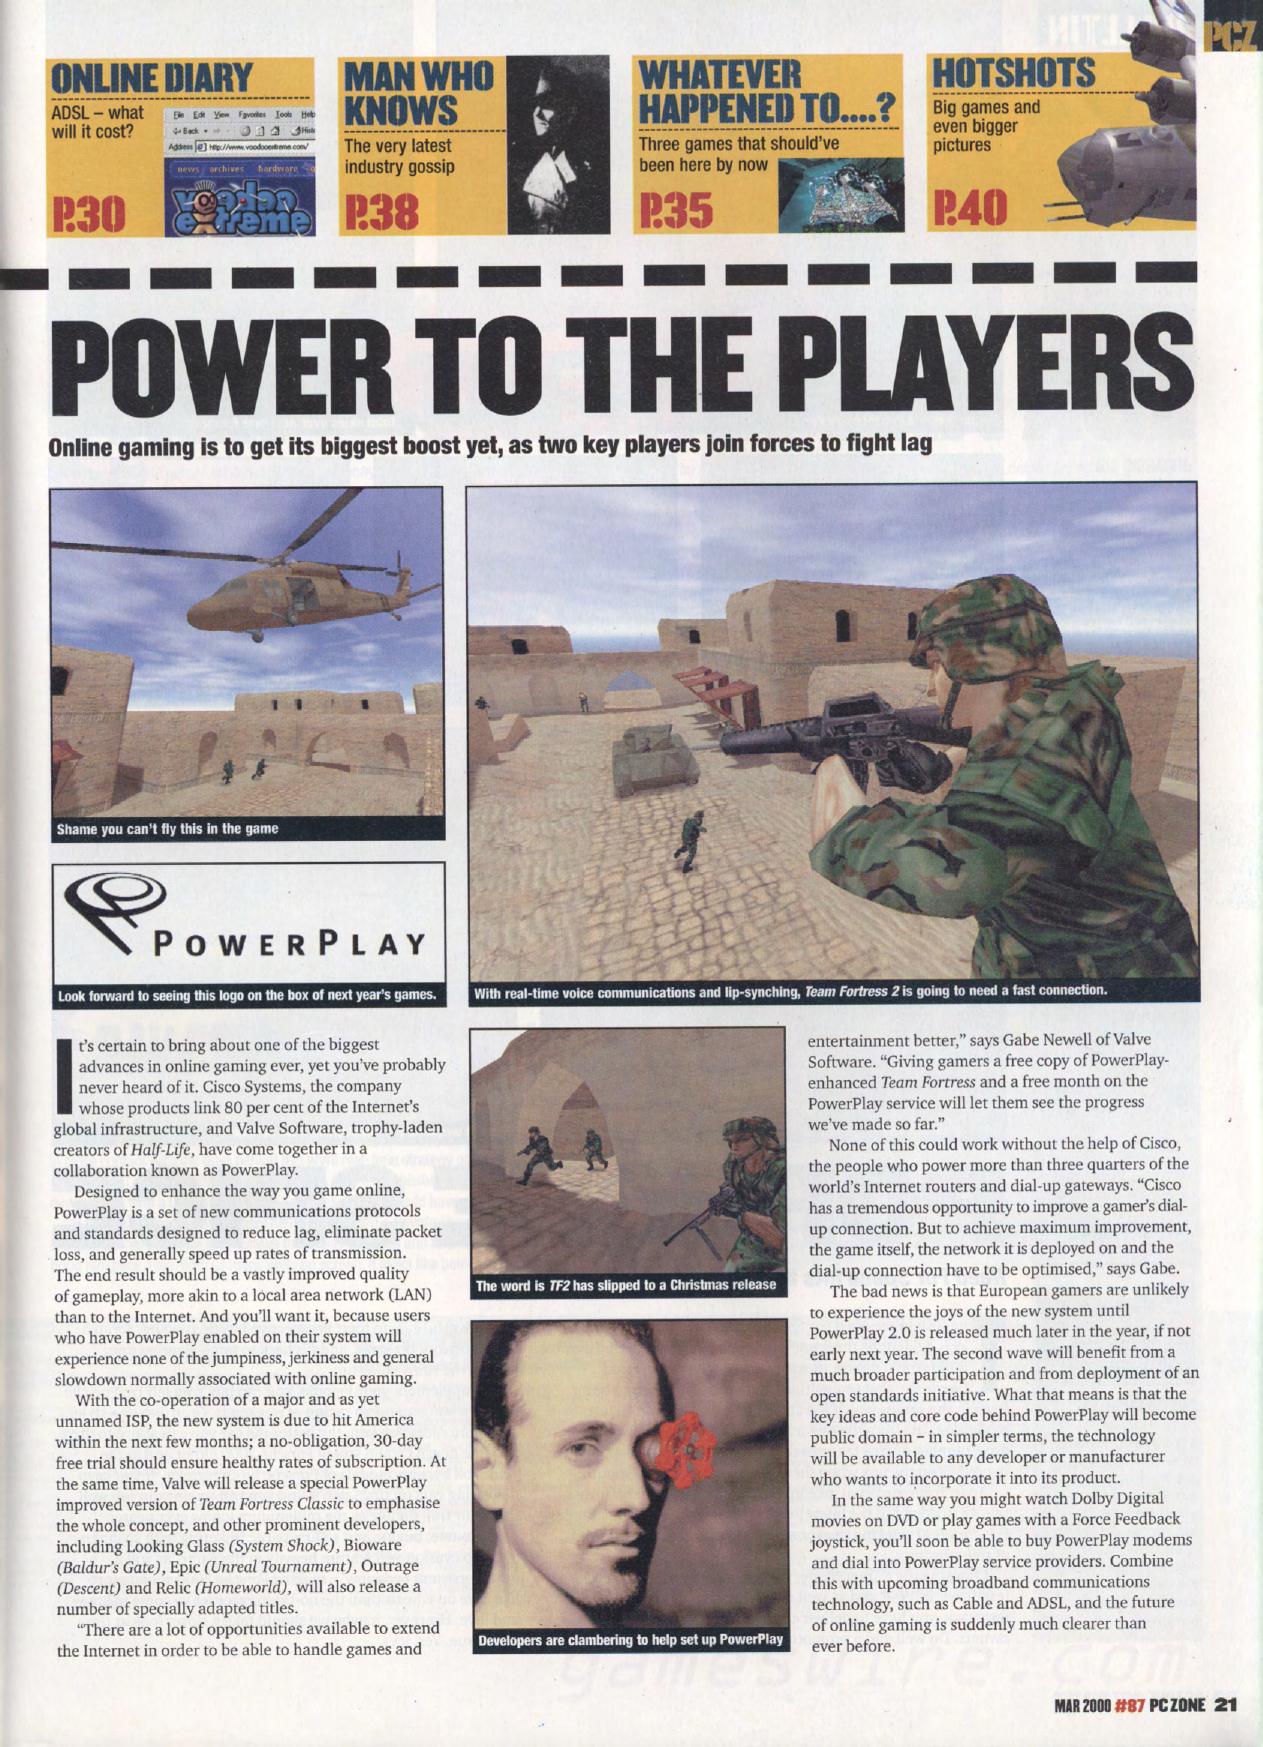 PCZ
ONLINE DIARY
ADSL – what
will it cost?
P.30
File Edit View Favorites Tools Help
Back
Address http://www.voodooextreme.com/
news archives hardware
voodoo
extreme
MAN WHO
KNOWS
The very latest
industry gossip
P.38
WHATEVER
HAPPENED TO....?
Three games that should've
been here by now
P.35
HOTSHOTS
Big games and
even bigger
pictures
P.40
POWER TO THE PLAYERS
Online gaming is to get its biggest boost yet, as two key players join forces to fight lag
Shame you can't fly this in the game
POWERPLAY
Look forward to seeing this logo on the box of next year's games.
With real-time voice communications and lip-synching, Team Fortress 2 is going to need a fast connection.
It's certain to bring about one of the biggest
advances in online gaming ever, yet you've probably
never heard of it. Cisco Systems, the company
whose products link 80 per cent of the Internet's
global infrastructure, and Valve Software, trophy-laden
creators of Half-Life, have come together in a
collaboration known as PowerPlay.
Designed to enhance the way you game online,
PowerPlay is a set of new communications protocols
and standards designed to reduce lag, eliminate packet
loss, and generally speed up rates of transmission.
The end result should be a vastly improved quality
of gameplay, more akin to a local area network (LAN)
than to the Internet. And you'll want it, because users
who have PowerPlay enabled on their system will
experience none of the jumpiness, jerkiness and general
slowdown normally associated with online gaming.
With the co-operation of a major and as yet
unnamed ISP, the new system is due to hit America
within the next few months; a no-obligation, 30-day
free trial should ensure healthy rates of subscription. At
the same time, Valve will release a special PowerPlay
improved version of Team Fortress Classic to emphasise
the whole concept, and other prominent developers,
including Looking Glass (System Shock), Bioware
(Baldur's Gate), Epic (Unreal Tournament), Outrage
(Descent) and Relic (Homeworld), will also release a
number of specially adapted titles.
"There are a lot of opportunities available to extend
the Internet in order to be able to handle games and
The word is TF2 has slipped to a Christmas release
Developers are clambering to help set up PowerPlay
entertainment better," says Gabe Newell of Valve
Software. "Giving gamers a free copy of PowerPlay-
enhanced Team Fortress and a free month on the
PowerPlay service will let them see the progress
we've made so far."
None of this could work without the help of Cisco,
the people who power more than three quarters of the
world's Internet routers and dial-up gateways. "Cisco
has a tremendous opportunity to improve a gamer's dial-
up connection. But to achieve maximum improvement,
the game itself, the network it is deployed on and the
dial-up connection have to be optimised," says Gabe.
The bad news is that European gamers are unlikely
to experience the joys of the new system until
PowerPlay 2.0 is released much later in the year, if not
early next year. The second wave will benefit from a
much broader participation and from deployment of an
open standards initiative. What that means is that the
key ideas and core code behind PowerPlay will become
public domain – in simpler terms, the technology
will be available to any developer or manufacturer
who wants to incorporate it into its product.
In the same way you might watch Dolby Digital
movies on DVD or play games with a Force Feedback
joystick, you'll soon be able to buy PowerPlay modems
and dial into PowerPlay service providers. Combine
this with upcoming broadband communications
technology, such as Cable and ADSL, and the future
of online gaming is suddenly much clearer than
ever before.
MAR 2000 #87 PC ZONE 21